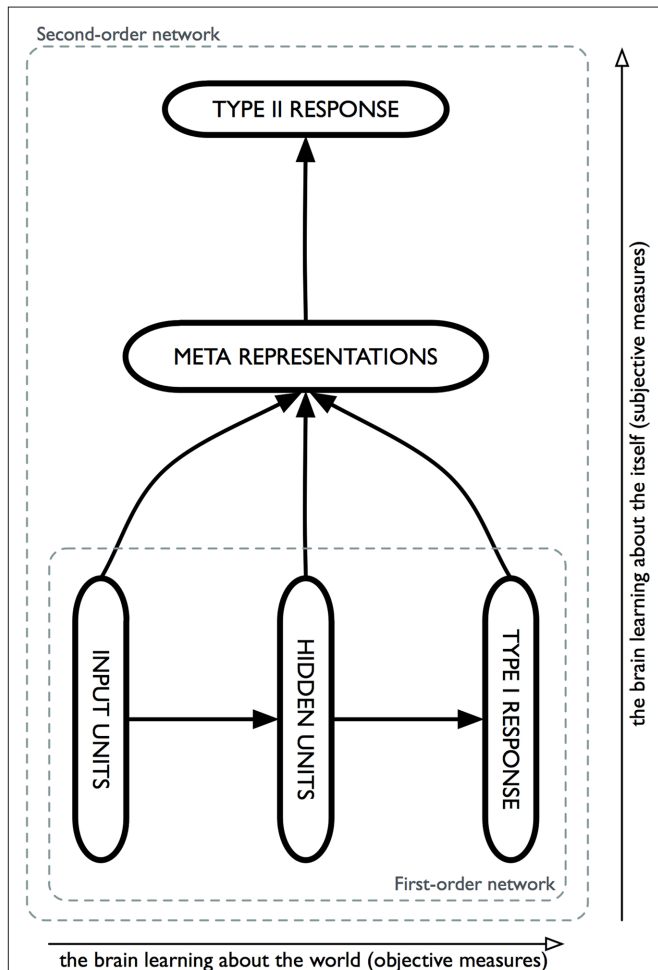 Second-order network
TYPE II RESPONSE
META REPRESENTATIONS
INPUT UNITS
HIDDEN UNITS
TYPE I RESPONSE
First-order network
the brain learning about the world (objective measures)
the brain learning about the itself (subjective measures)